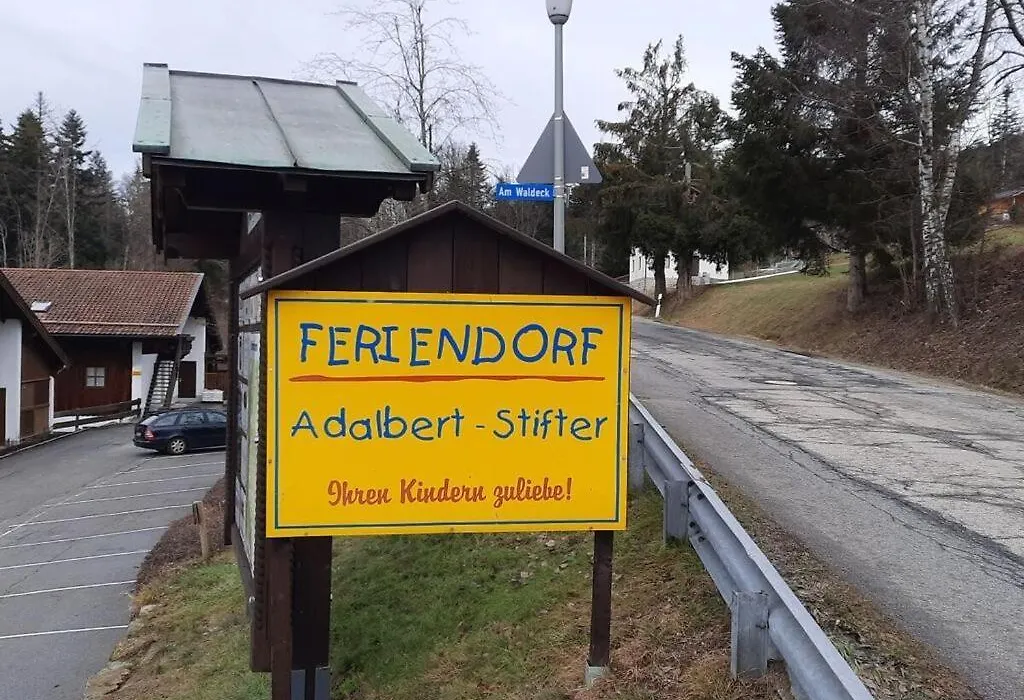 Am Waldeck
FERIENDORF
Adalbert - Stifter
Ihren Kindern zuliebe!